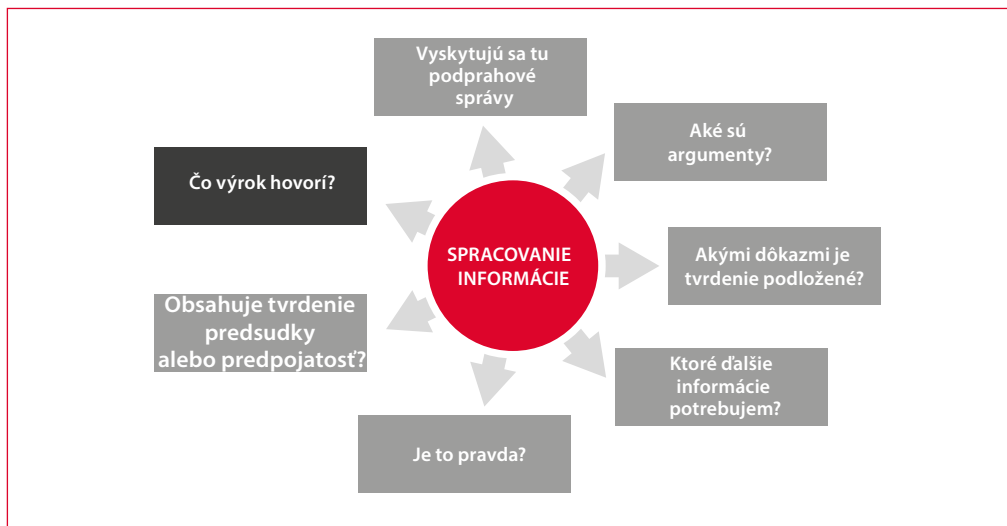 Vyskytujú sa tu
podprahové
správy
Aké sú
argumenty?
Čo výrok hovorí?
SPRACOVANIE
INFORMÁCIE
Akými dôkazmi je
tvrdenie podložené?
Obsahuje tvrdenie
predsudky
alebo predpojatosť?
Ktoré ďalšie
informácie
potrebujem?
Je to pravda?